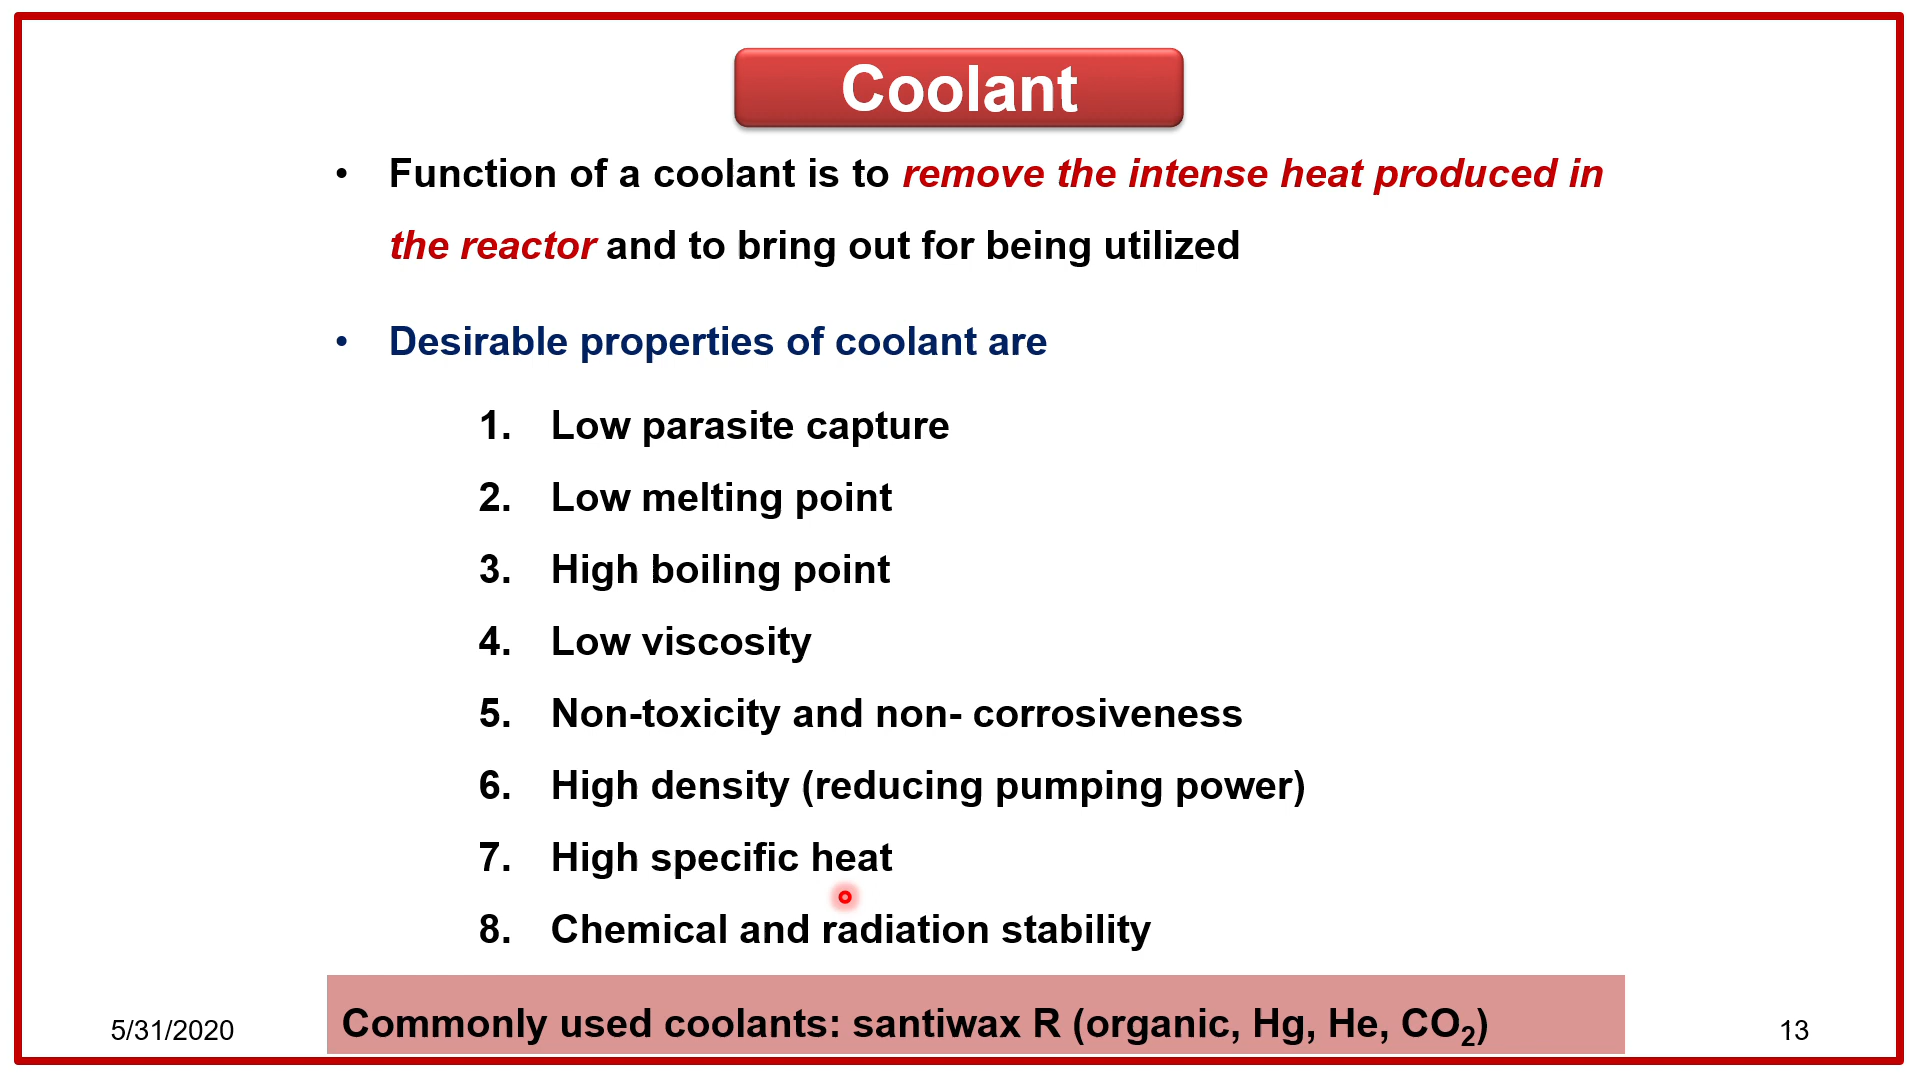 Coolant
• Function of a coolant is to remove the intense heat produced in
the reactor and to bring out for being utilized
• Desirable properties of coolant are
1. Low parasite capture
2. Low melting point
3. High boiling point
4. Low viscosity
5. Non-toxicity and non- corrosiveness
6. High density (reducing pumping power)
7. High specific heat
8. Chemical and radiation stability
Commonly used coolants: santiwax R (organic, Hg, He, CO₂)
5/31/2020
13